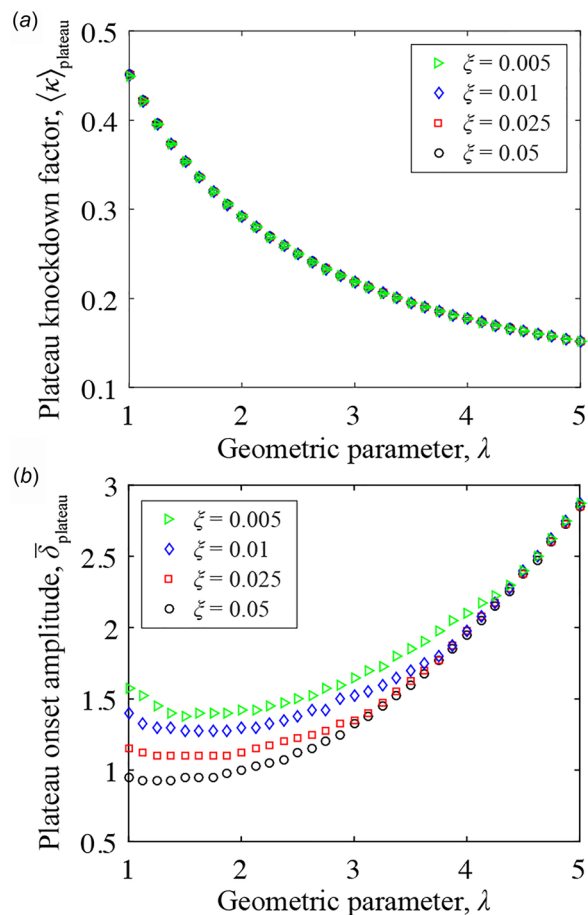 (a)
0.5
0.4
0.3
0.2
0.1
Plateau knockdown factor, ⟨κ⟩plateau
ξ = 0.005
ξ = 0.01
ξ = 0.025
ξ = 0.05
1 2 3 4 5
Geometric parameter, λ
(b)
3
2.5
2
1.5
1
0.5
Plateau onset amplitude, δ̅plateau
ξ = 0.005
ξ = 0.01
ξ = 0.025
ξ = 0.05
1 2 3 4 5
Geometric parameter, λ